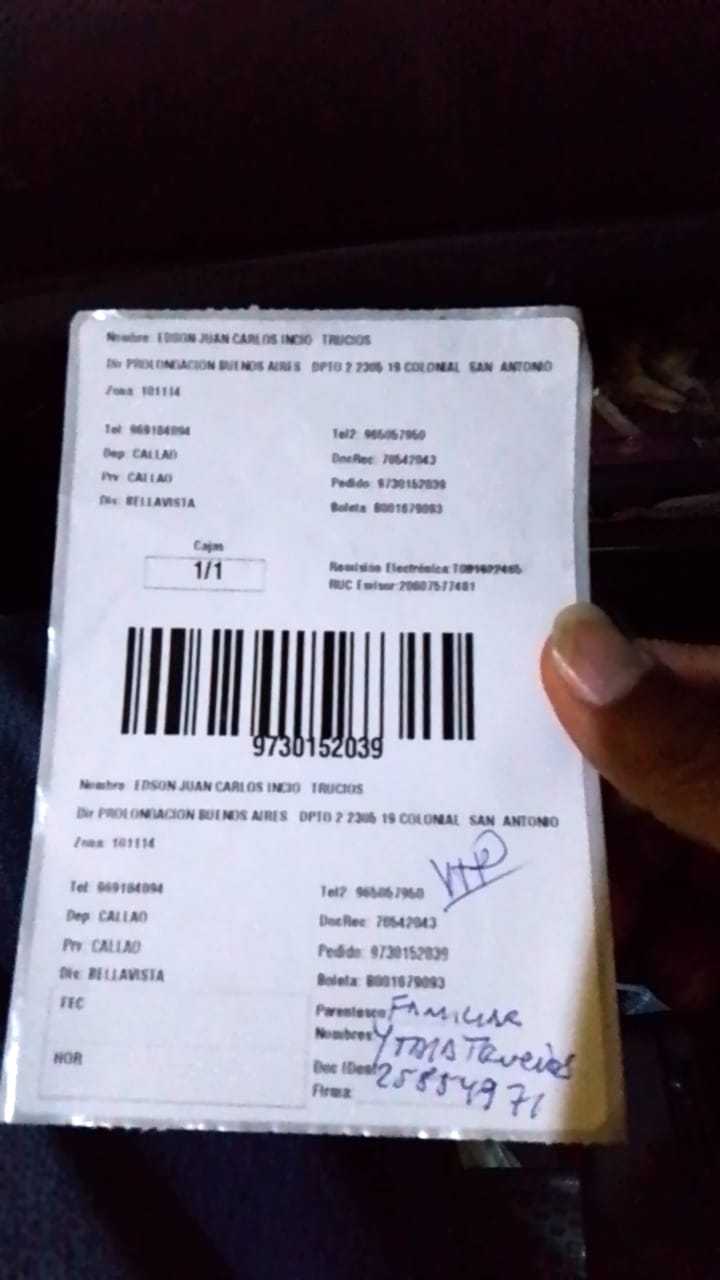 Nombre: EDSON JUAN CARLOS INCIO TRUCIOS
Dir PROLONGACION BUENOS AIRES DPTO 2 2305 19 COLONIAL SAN ANTONIO
Zona: 101114
Tel: 969184094 Tel2: 965057950
Dep: CALLAO DocRec: 70542043
Prv: CALLAO Pedido: 9730152039
Dis: BELLAVISTA Boleta: B001679093
Cajas
1/1
Remisión Electrónica:
RUC Emisor:20607577481
9730152039
Nombre: EDSON JUAN CARLOS INCIO TRUCIOS
Dir PROLONGACION BUENOS AIRES DPTO 2 2305 19 COLONIAL SAN ANTONIO
Zona: 101114
Tel: 969184094 Tel2: 965057950
Dep: CALLAO DocRec: 70542043
Prv: CALLAO Pedido: 9730152039
Dis: BELLAVISTA Boleta: B001679093
FEC
HOR
Parentesco: FAMILIAR
Nombres:
Doc Iden: 25854971
Firma: